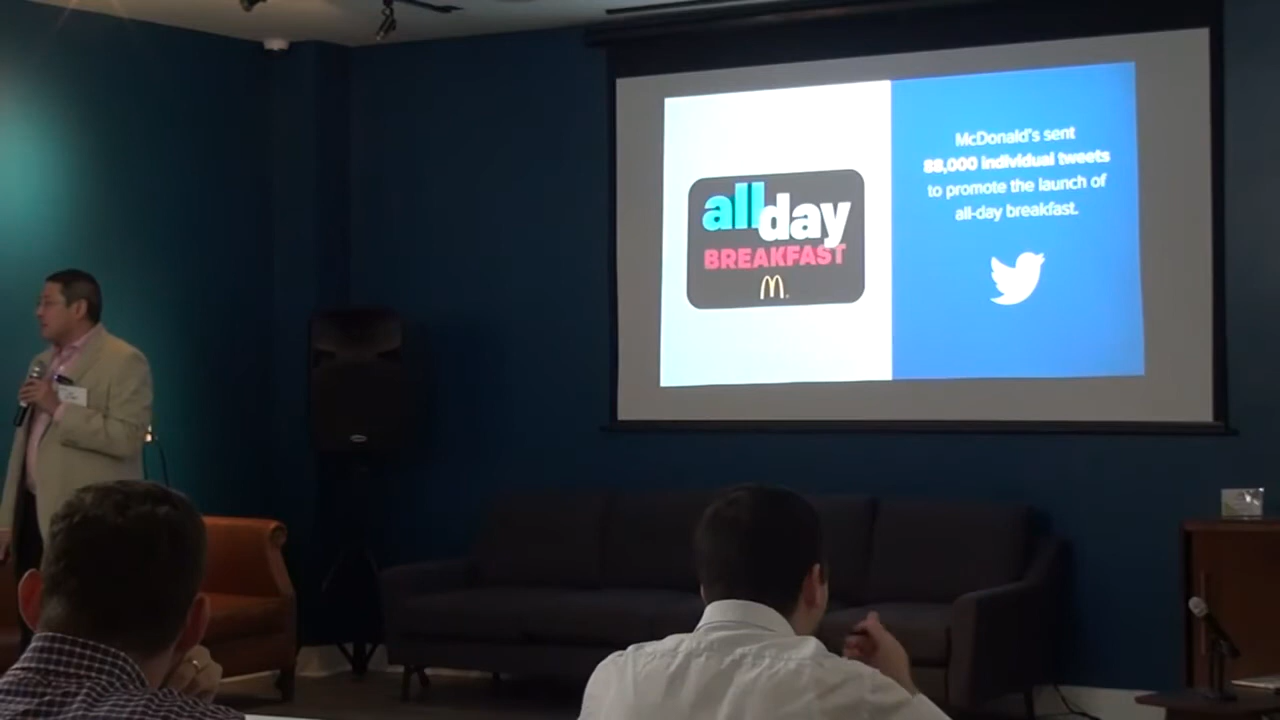 all
day
BREAKFAST
McDonald's sent
88,000 individual tweets
to promote the launch of
all-day breakfast.